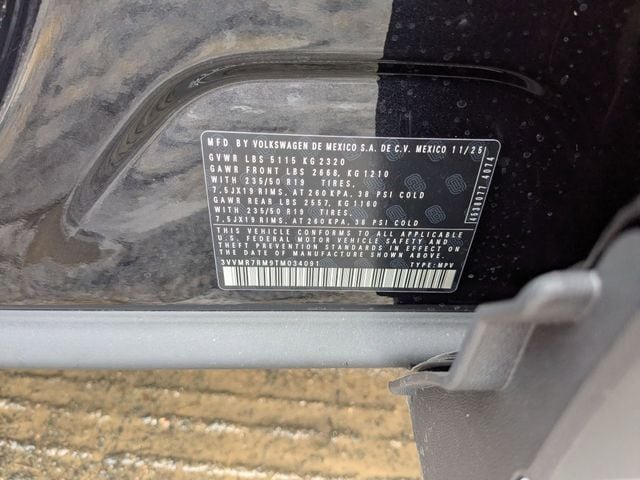 MFD BY VOLKSWAGEN DE MEXICO S.A. DE C.V. MEXICO 11/25
GVWR LBS 5115 KG 2320
GAWR FRONT LBS 2668, KG 1210
WITH 235/50 R19 TIRES.
7.5JX19 RIMS, AT 260 KPA, 38 PSI COLD
GAWR REAR LBS 2557, KG 1160
WITH 235/50 R19 TIRES.
7.5JX19 RIMS, AT 260 KPA, 38 PSI COLD
THIS VEHICLE CONFORMS TO ALL APPLICABLE
U.S. FEDERAL MOTOR VEHICLE SAFETY AND
THEFT PREVENTION STANDARDS IN EFFECT ON
THE DATE OF MANUFACTURE SHOWN ABOVE.
3VVMR7RM9TM034091 TYPE: MPV